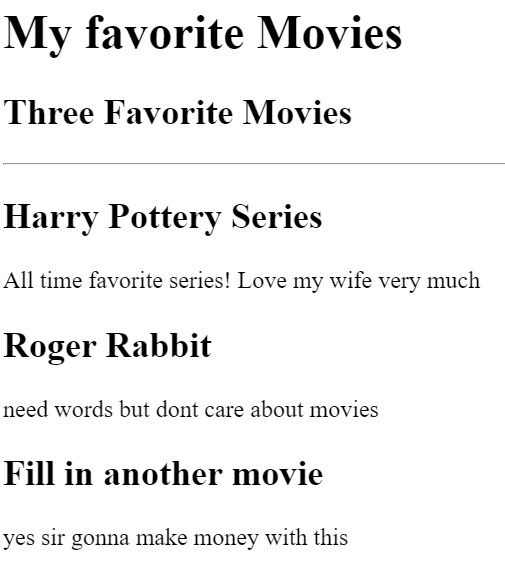 My favorite Movies
Three Favorite Movies
Harry Pottery Series
All time favorite series! Love my wife very much
Roger Rabbit
need words but dont care about movies
Fill in another movie
yes sir gonna make money with this